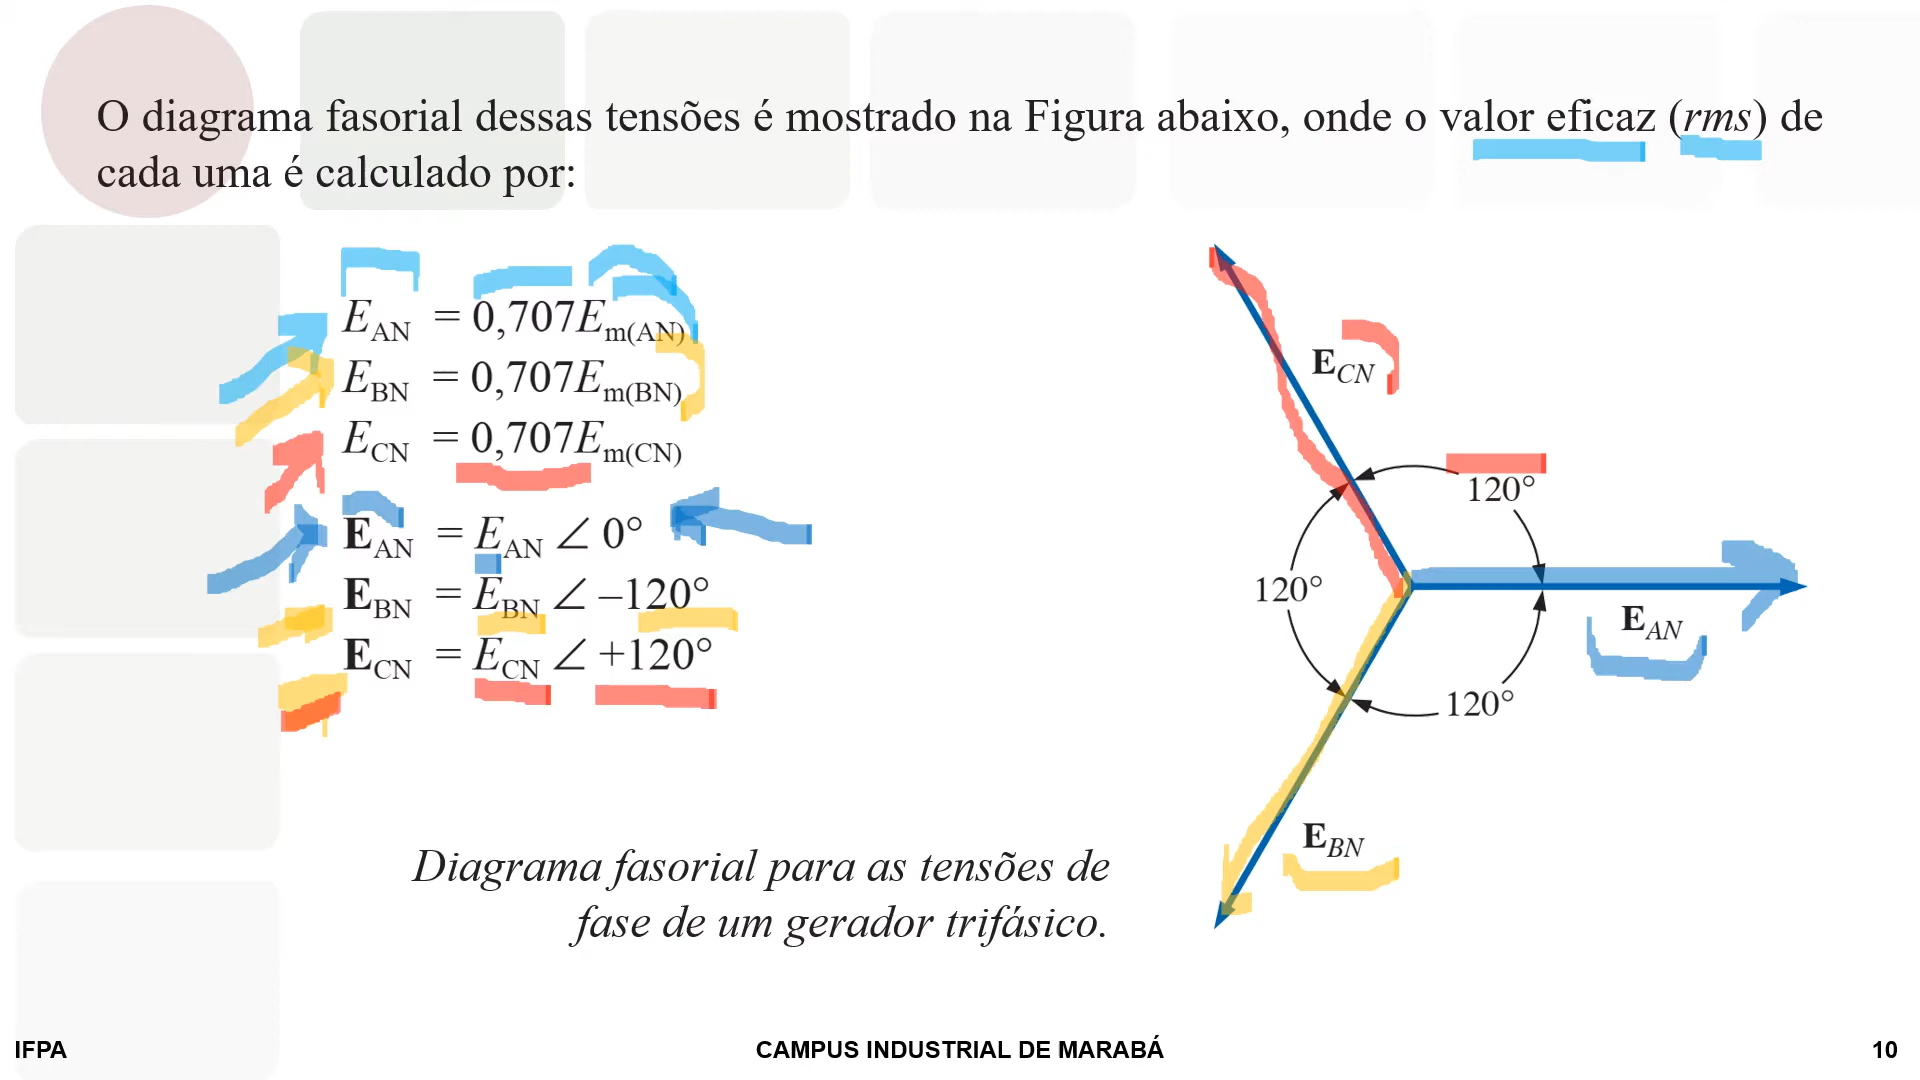 O diagrama fasorial dessas tensões é mostrado na Figura abaixo, onde o valor eficaz (rms) de
cada uma é calculado por:
E_AN = 0,707E_m(AN)
E_BN = 0,707E_m(BN)
E_CN = 0,707E_m(CN)
E_AN = E_AN ∠ 0°
E_BN = E_BN ∠ –120°
E_CN = E_CN ∠ +120°
E_CN
120°
120°
E_AN
120°
E_BN
Diagrama fasorial para as tensões de
fase de um gerador trifásico.
IFPA
CAMPUS INDUSTRIAL DE MARABÁ
10